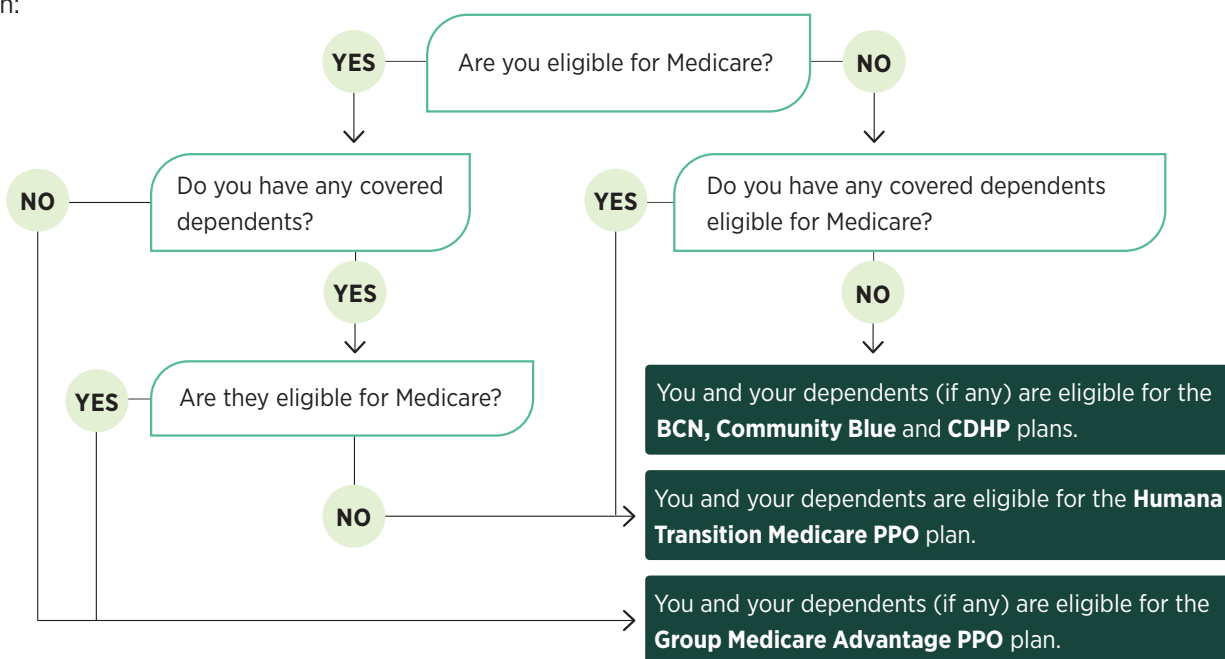 n:
YES
Are you eligible for Medicare?
NO
NO
Do you have any covered
dependents?
YES
Do you have any covered dependents
eligible for Medicare?
YES
NO
YES
Are they eligible for Medicare?
You and your dependents (if any) are eligible for the
BCN, Community Blue and CDHP plans.
NO
You and your dependents are eligible for the Humana
Transition Medicare PPO plan.
You and your dependents (if any) are eligible for the
Group Medicare Advantage PPO plan.